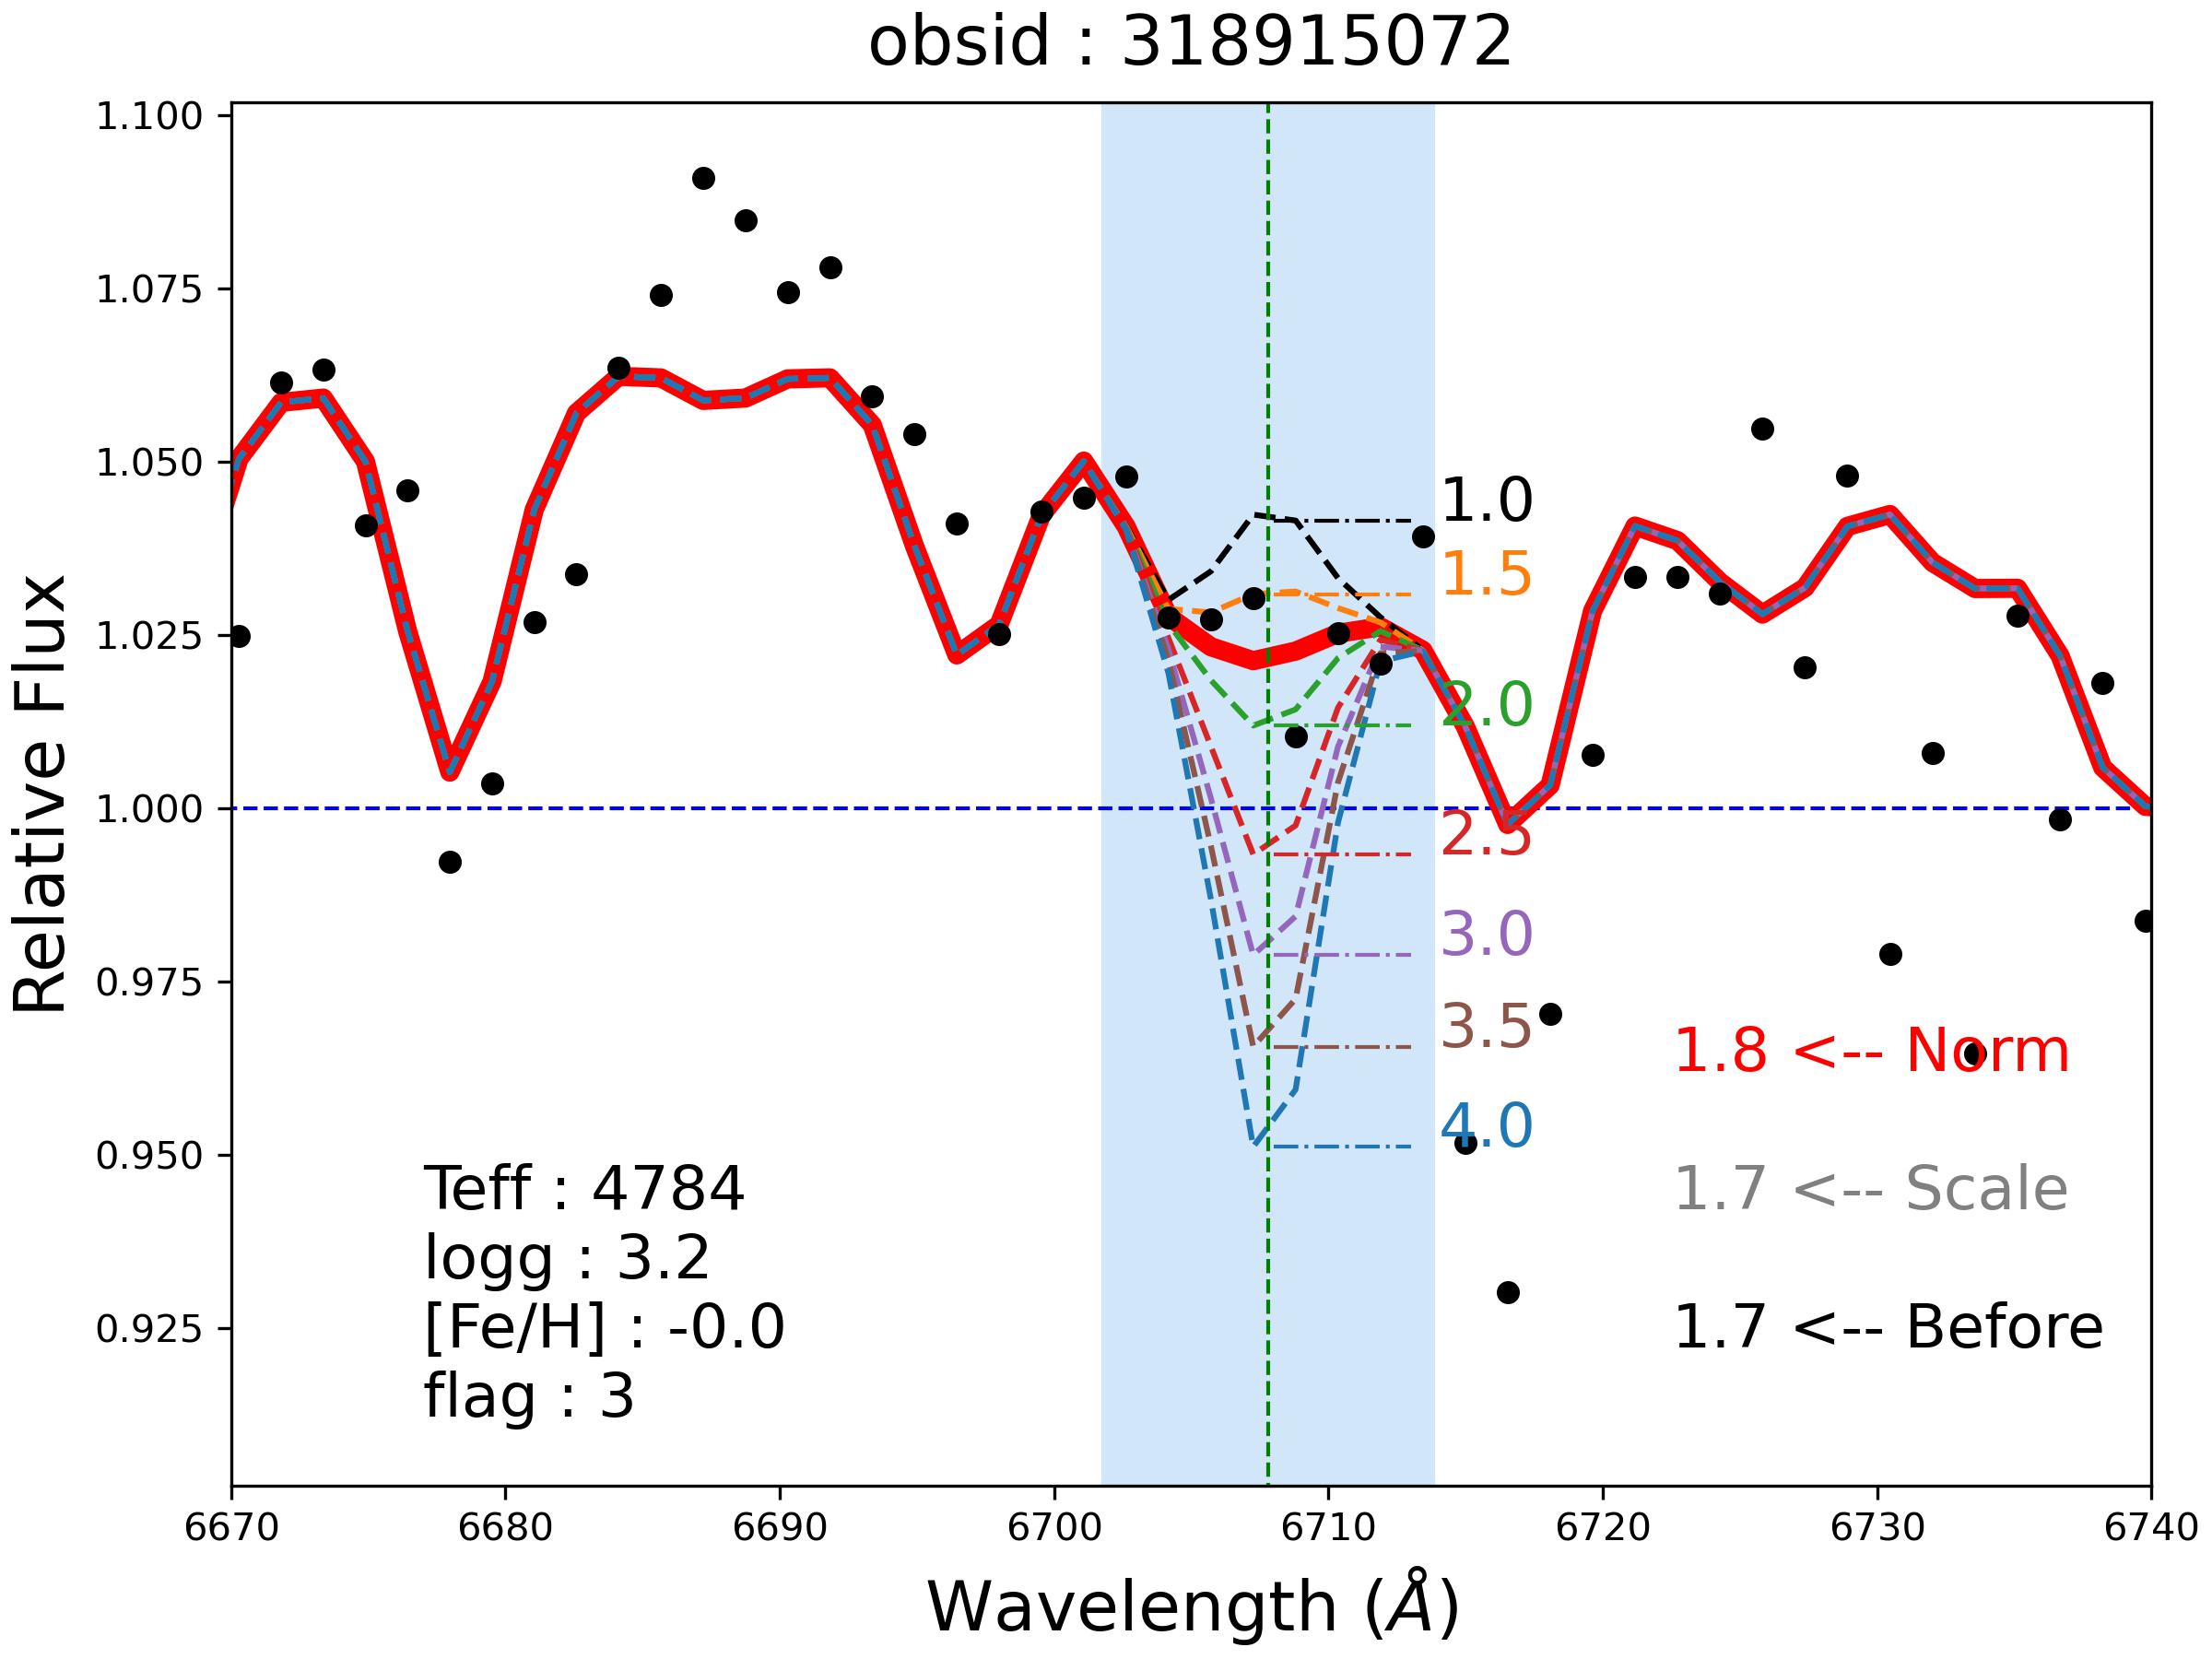 obsid : 318915072
1.100
1.075
1.050
1.025
1.000
0.975
0.950
0.925
Relative Flux
1.0
1.5
2.0
2.5
3.0
3.5
4.0
1.8 <-- Norm
1.7 <-- Scale
1.7 <-- Before
Teff : 4784
logg : 3.2
[Fe/H] : -0.0
flag : 3
6670 6680 6690 6700 6710 6720 6730 6740
Wavelength (Å)